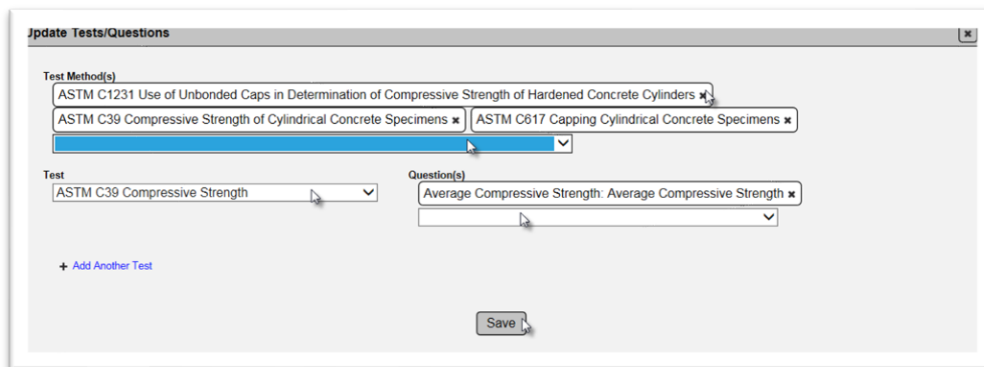 Update Tests/Questions
Test Method(s)
ASTM C1231 Use of Unbonded Caps in Determination of Compressive Strength of Hardened Concrete Cylinders
ASTM C39 Compressive Strength of Cylindrical Concrete Specimens ASTM C617 Capping Cylindrical Concrete Specimens
Test Question(s)
ASTM C39 Compressive Strength Average Compressive Strength: Average Compressive Strength
+ Add Another Test
Save